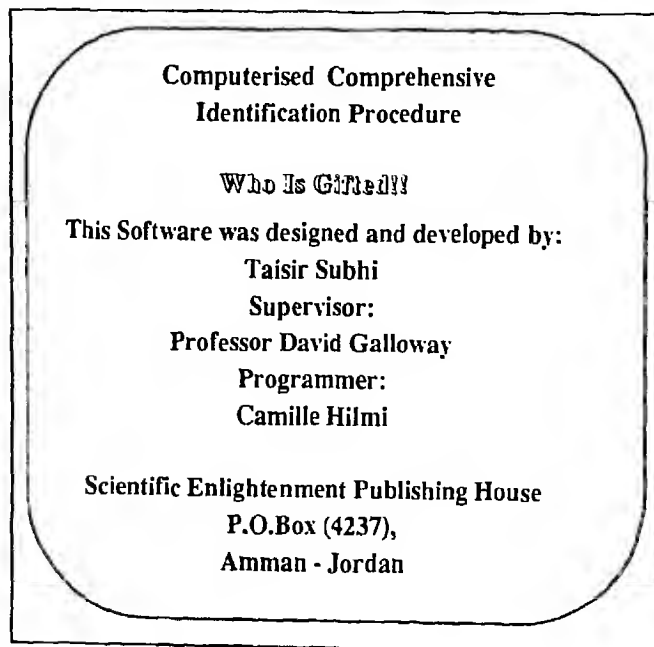 Computerised Comprehensive
Identification Procedure
Who Is Gifted!!
This Software was designed and developed by:
Taisir Subhi
Supervisor:
Professor David Galloway
Programmer:
Camille Hilmi
Scientific Enlightenment Publishing House
P.O.Box (4237),
Amman - Jordan